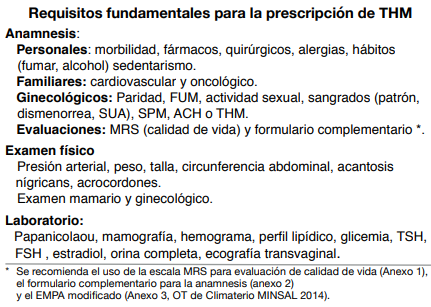 Requisitos fundamentales para la prescripción de THM
Anamnesis:
Personales: morbilidad, fármacos, quirúrgicos, alergias, hábitos
(fumar, alcohol) sedentarismo.
Familiares: cardiovascular y oncológico.
Ginecológicos: Paridad, FUM, actividad sexual, sangrados (patrón,
dismenorrea, SUA), SPM, ACH o THM.
Evaluaciones: MRS (calidad de vida) y formulario complementario *.
Examen físico
Presión arterial, peso, talla, circunferencia abdominal, acantosis
nígricans, acrocordones.
Examen mamario y ginecológico.
Laboratorio:
Papanicolaou, mamografía, hemograma, perfil lipídico, glicemia, TSH,
FSH , estradiol, orina completa, ecografía transvaginal.
* Se recomienda el uso de la escala MRS para evaluación de calidad de vida (Anexo 1),
el formulario complementario para la anamnesis (anexo 2)
y el EMPA modificado (Anexo 3, OT de Climaterio MINSAL 2014).